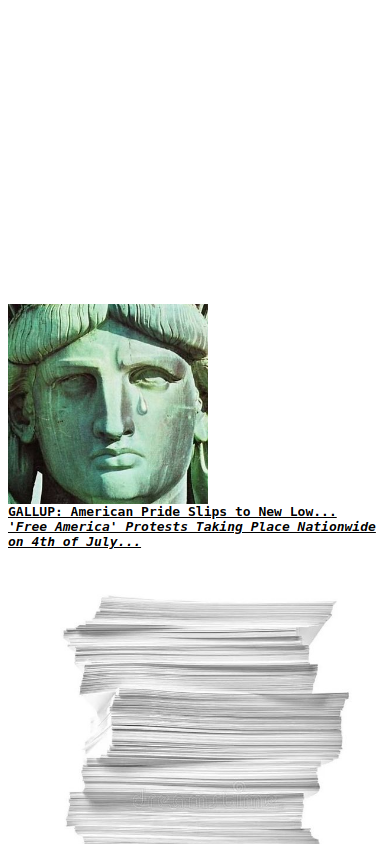 GALLUP: American Pride Slips to New Low...
'Free America' Protests Taking Place Nationwide
on 4th of July...